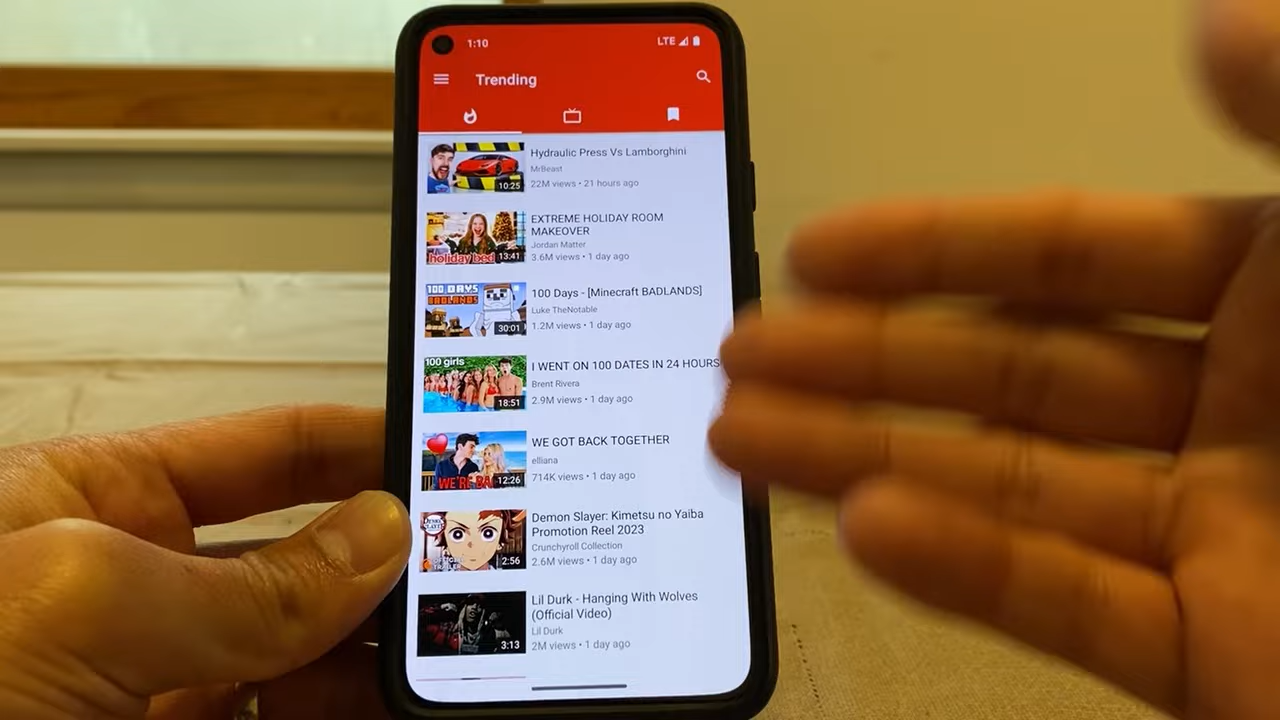 1:10
LTE
Trending
10:25
Hydraulic Press Vs Lamborghini
MrBeast
22M views • 21 hours ago
holiday bed
13:41
EXTREME HOLIDAY ROOM
MAKEOVER
Jordan Matter
3.6M views • 1 day ago
100 DAYS
BADLANDS
30:01
100 Days - [Minecraft BADLANDS]
Luke TheNotable
1.2M views • 1 day ago
100 girls
18:51
I WENT ON 100 DATES IN 24 HOURS
Brent Rivera
2.9M views • 1 day ago
WE'RE BA
12:26
WE GOT BACK TOGETHER
elliana
714K views • 1 day ago
2:56
Demon Slayer: Kimetsu no Yaiba
Promotion Reel 2023
Crunchyroll Collection
2.6M views • 1 day ago
3:13
Lil Durk - Hanging With Wolves
(Official Video)
Lil Durk
2M views • 1 day ago